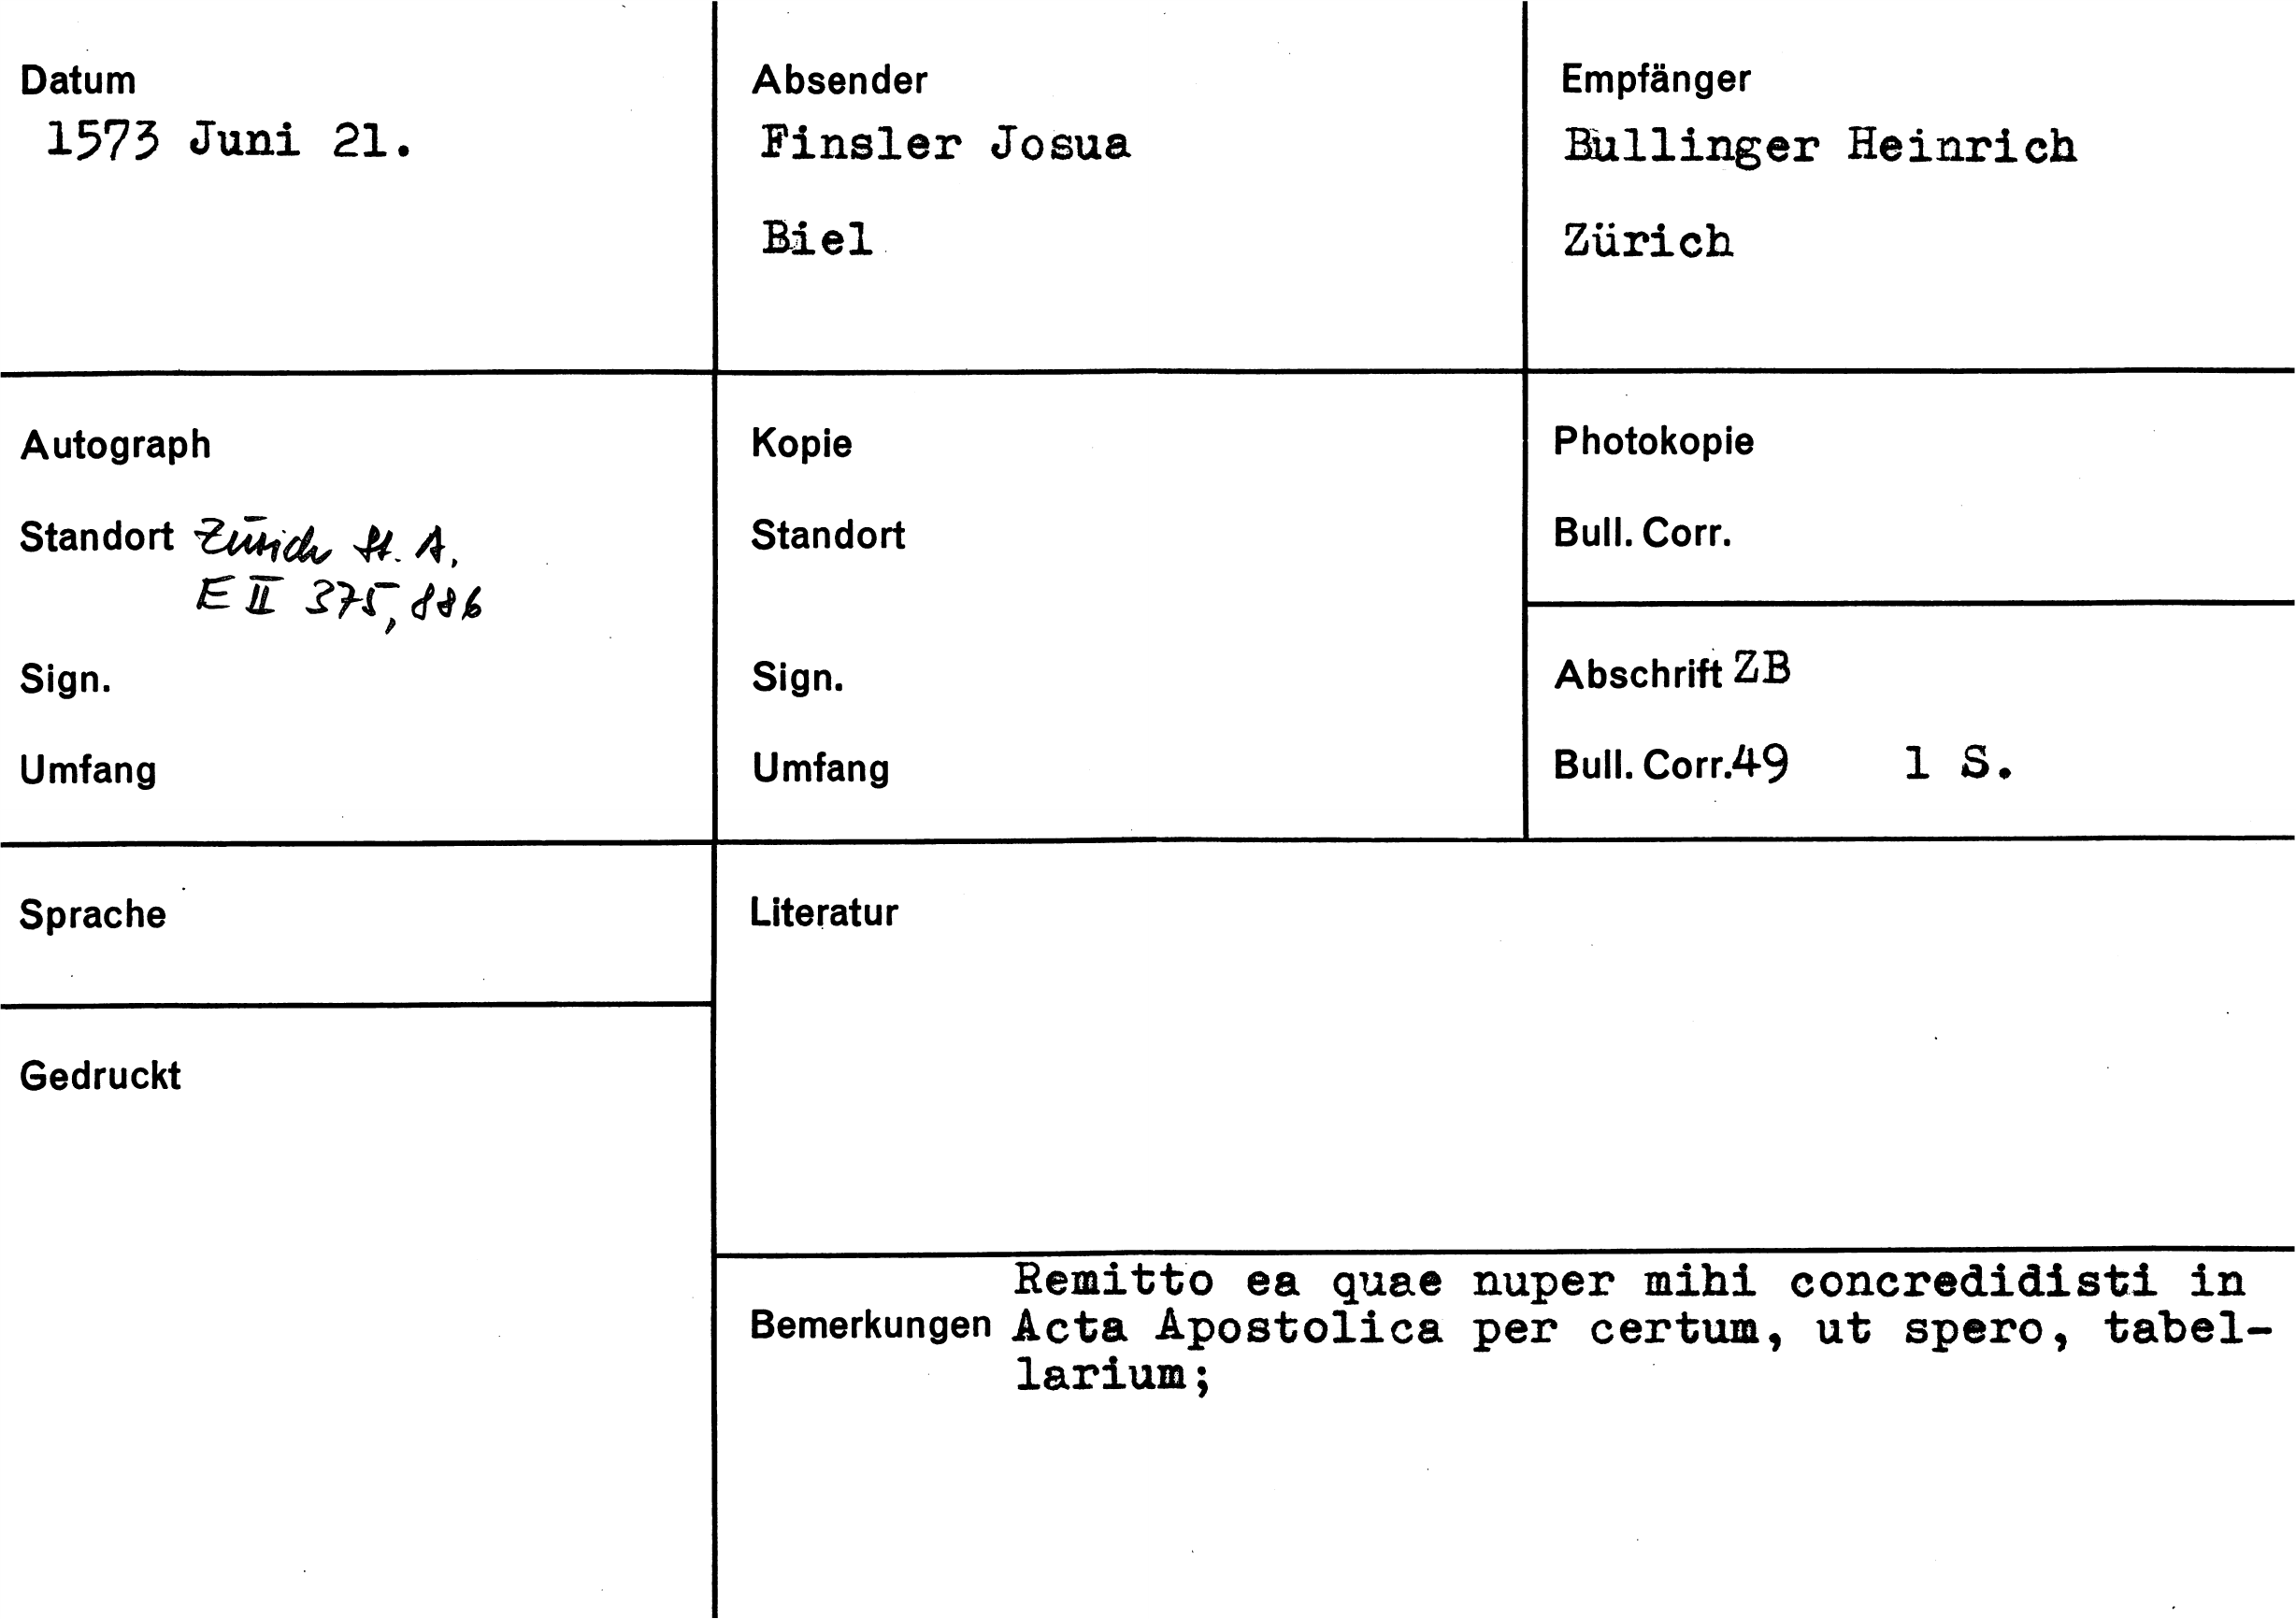 Datum
1573 Juni 21.
Absender
Finsler Josua
Biel
Empfänger
Bullinger Heinrich
Zürich
Autograph
Standort Zürich St. A.
E II 375, 886
Sign.
Umfang
Kopie
Standort
Sign.
Umfang
Photokopie
Bull. Corr.
Abschrift ZB
Bull. Corr. 49 1 S.
Sprache
Literatur
Gedruckt
Bemerkungen
Remitto ea quae nuper mihi concredidisti in
Acta Apostolica per certum, ut spero, tabel-
larium;